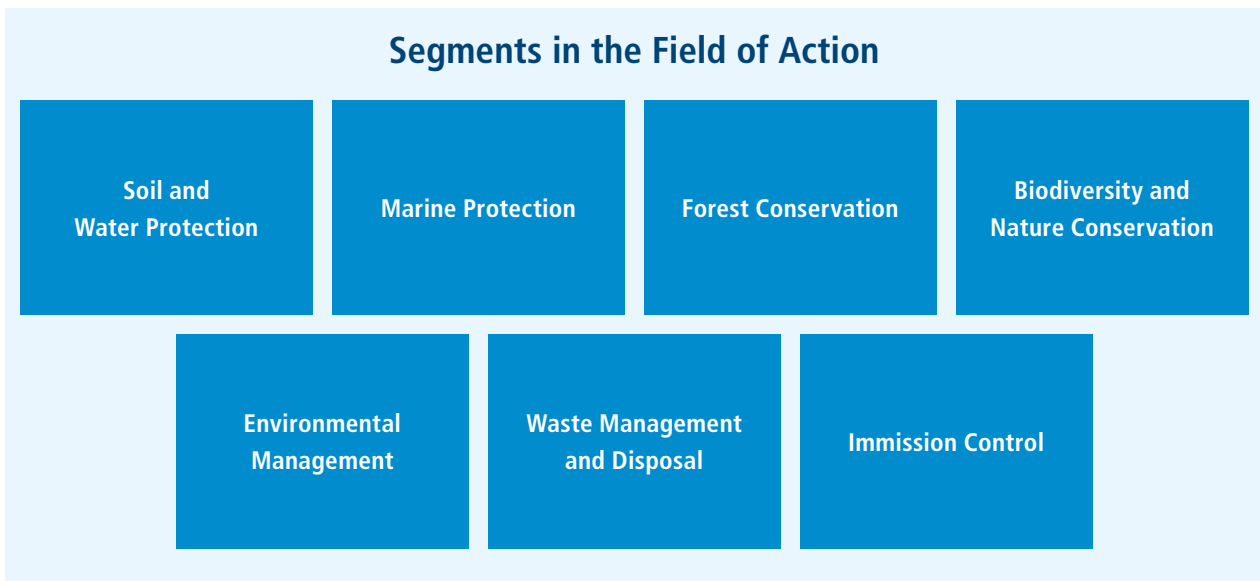 Segments in the Field of Action
Soil and
Water Protection
Marine Protection
Forest Conservation
Biodiversity and
Nature Conservation
Environmental
Management
Waste Management
and Disposal
Immission Control